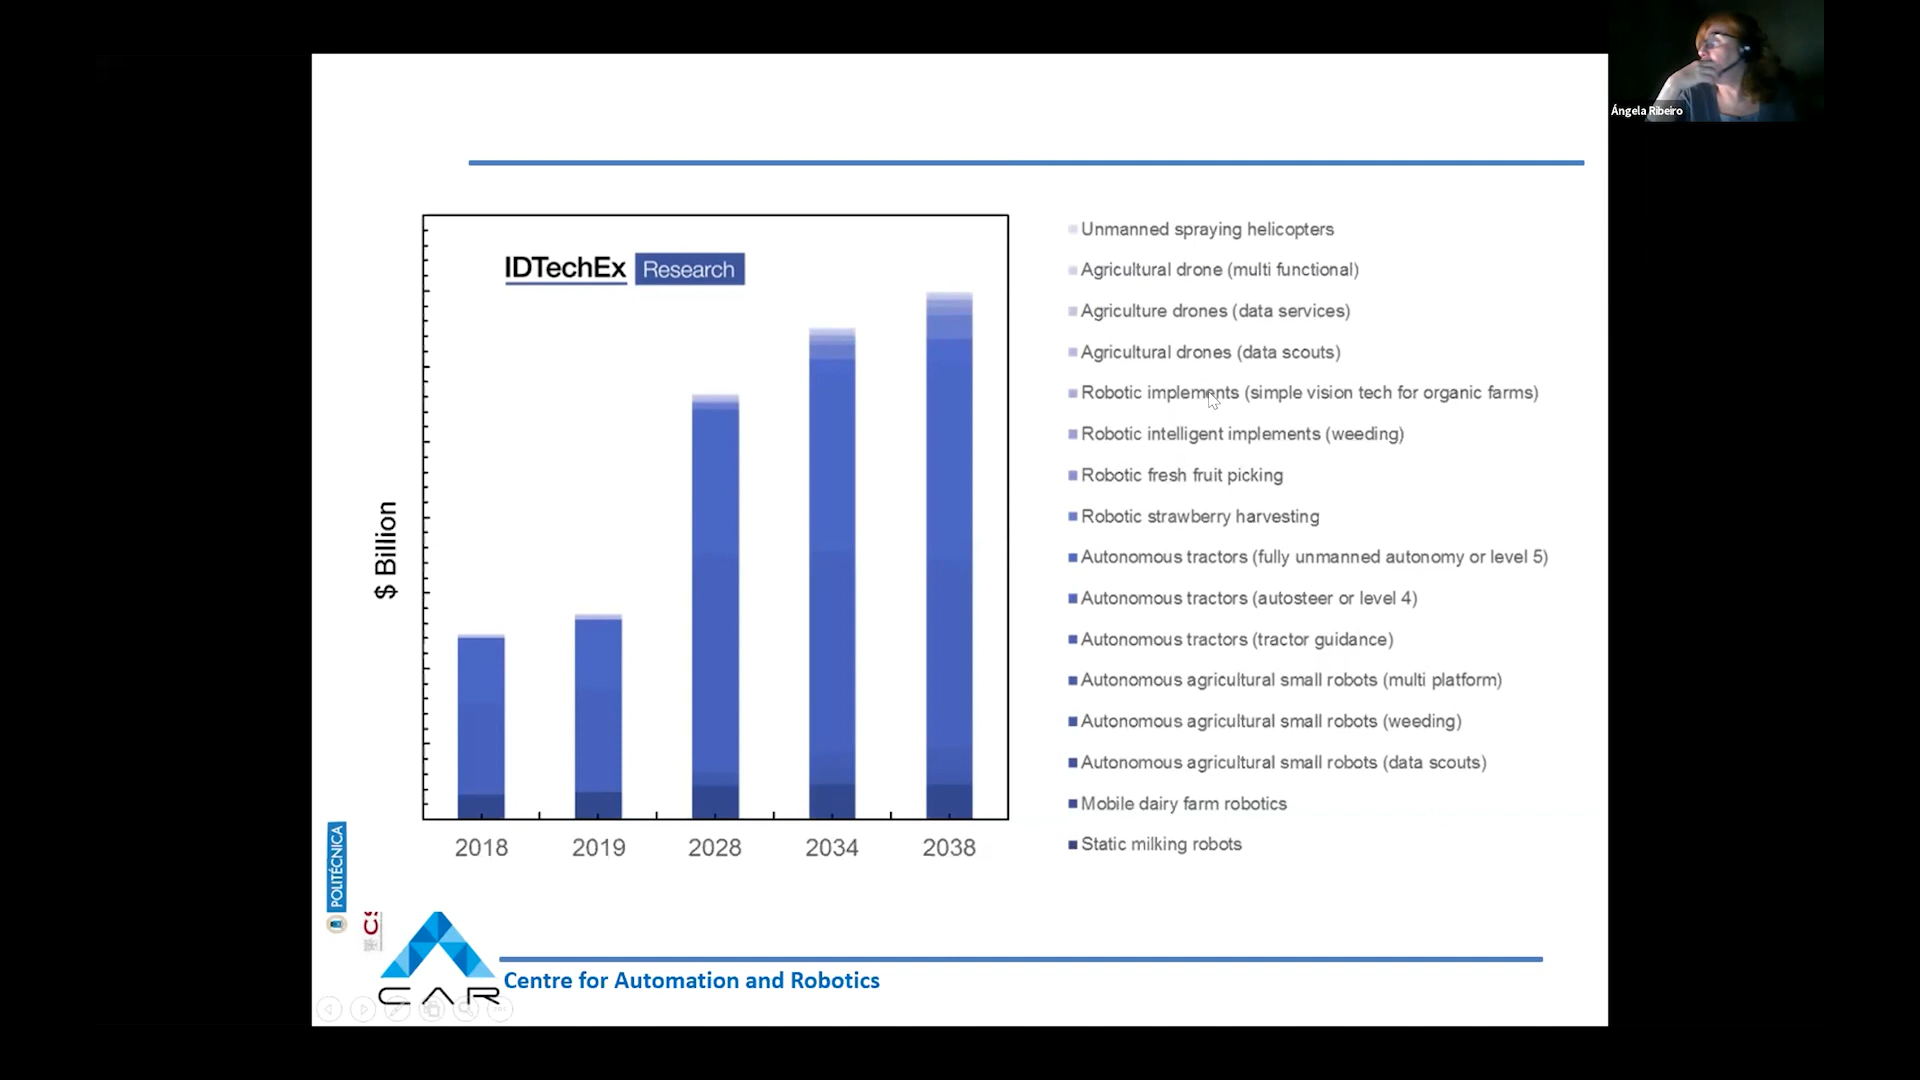 Ángela Ribeiro
IDTechEx Research
$ Billion
2018 2019 2028 2034 2038
Unmanned spraying helicopters
Agricultural drone (multi functional)
Agriculture drones (data services)
Agricultural drones (data scouts)
Robotic implements (simple vision tech for organic farms)
Robotic intelligent implements (weeding)
Robotic fresh fruit picking
Robotic strawberry harvesting
Autonomous tractors (fully unmanned autonomy or level 5)
Autonomous tractors (autosteer or level 4)
Autonomous tractors (tractor guidance)
Autonomous agricultural small robots (multi platform)
Autonomous agricultural small robots (weeding)
Autonomous agricultural small robots (data scouts)
Mobile dairy farm robotics
Static milking robots
POLITÉCNICA
CS
CAR
Centre for Automation and Robotics